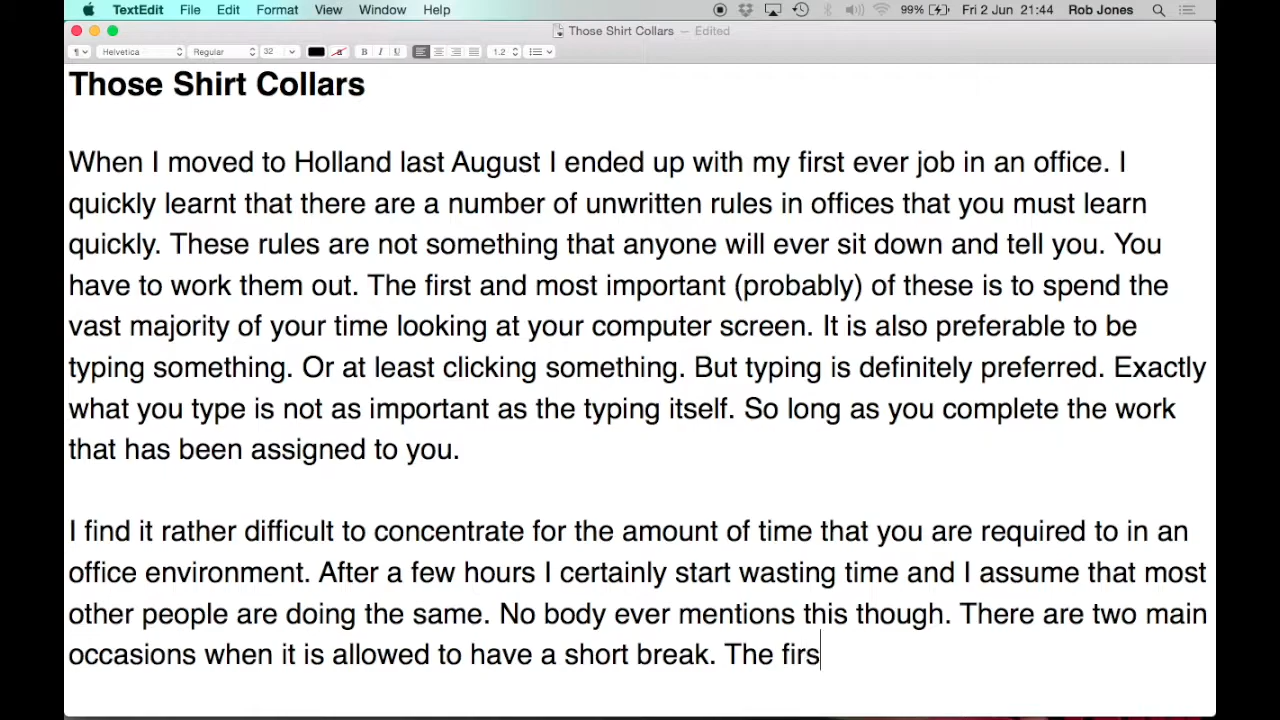 TextEdit File Edit Format View Window Help 99% Fri 2 Jun 21:44 Rob Jones
Those Shirt Collars — Edited
¶ Helvetica Regular 32 a B I U 1.2
Those Shirt Collars
When I moved to Holland last August I ended up with my first ever job in an office. I
quickly learnt that there are a number of unwritten rules in offices that you must learn
quickly. These rules are not something that anyone will ever sit down and tell you. You
have to work them out. The first and most important (probably) of these is to spend the
vast majority of your time looking at your computer screen. It is also preferable to be
typing something. Or at least clicking something. But typing is definitely preferred. Exactly
what you type is not as important as the typing itself. So long as you complete the work
that has been assigned to you.
I find it rather difficult to concentrate for the amount of time that you are required to in an
office environment. After a few hours I certainly start wasting time and I assume that most
other people are doing the same. No body ever mentions this though. There are two main
occasions when it is allowed to have a short break. The firs